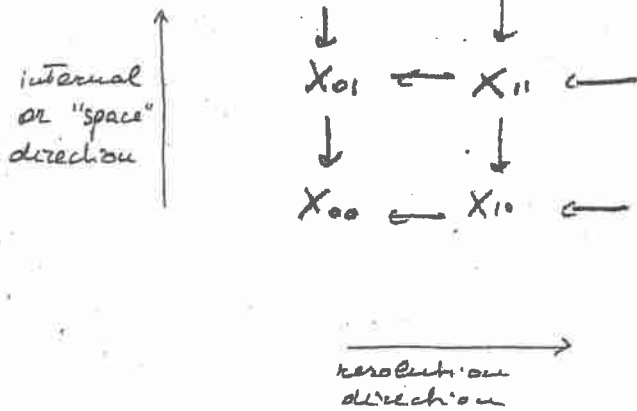 internal
or "space"
direction
X₀₁ ← X₁₁ ←
X₀₀ ← X₁₀ ←
resolution
direction